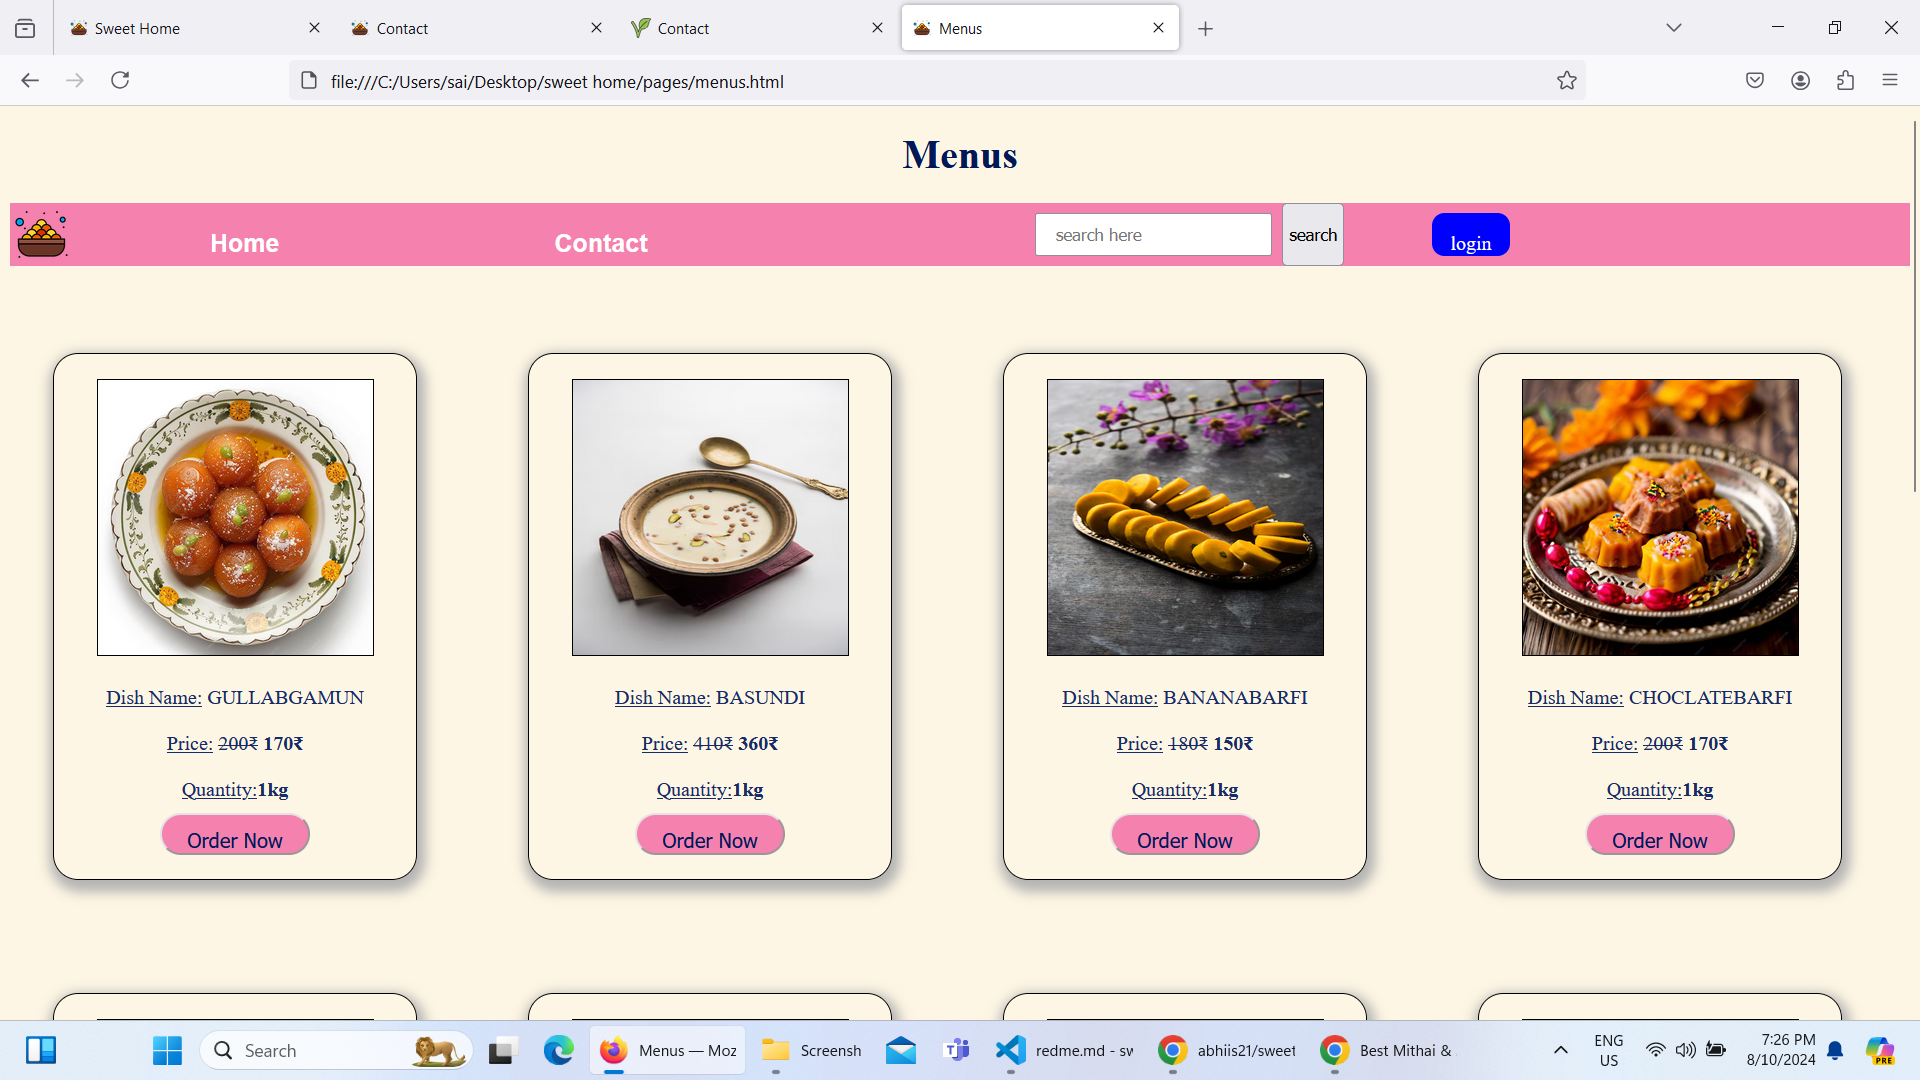 Sweet Home
Contact
Contact
Menus
file:///C:/Users/sai/Desktop/sweet home/pages/menus.html
Menus
Home
Contact
search here
search
login
Dish Name: GULLABGAMUN
Price: 200₹ 170₹
Quantity:1kg
Order Now
Dish Name: BASUNDI
Price: 410₹ 360₹
Quantity:1kg
Order Now
Dish Name: BANANABARFI
Price: 180₹ 150₹
Quantity:1kg
Order Now
Dish Name: CHOCLATEBARFI
Price: 200₹ 170₹
Quantity:1kg
Order Now
Search
Menus — Moz
Screensh
redme.md - sw
abhiis21/sweet
Best Mithai &
ENG
US
7:26 PM
8/10/2024
PRE